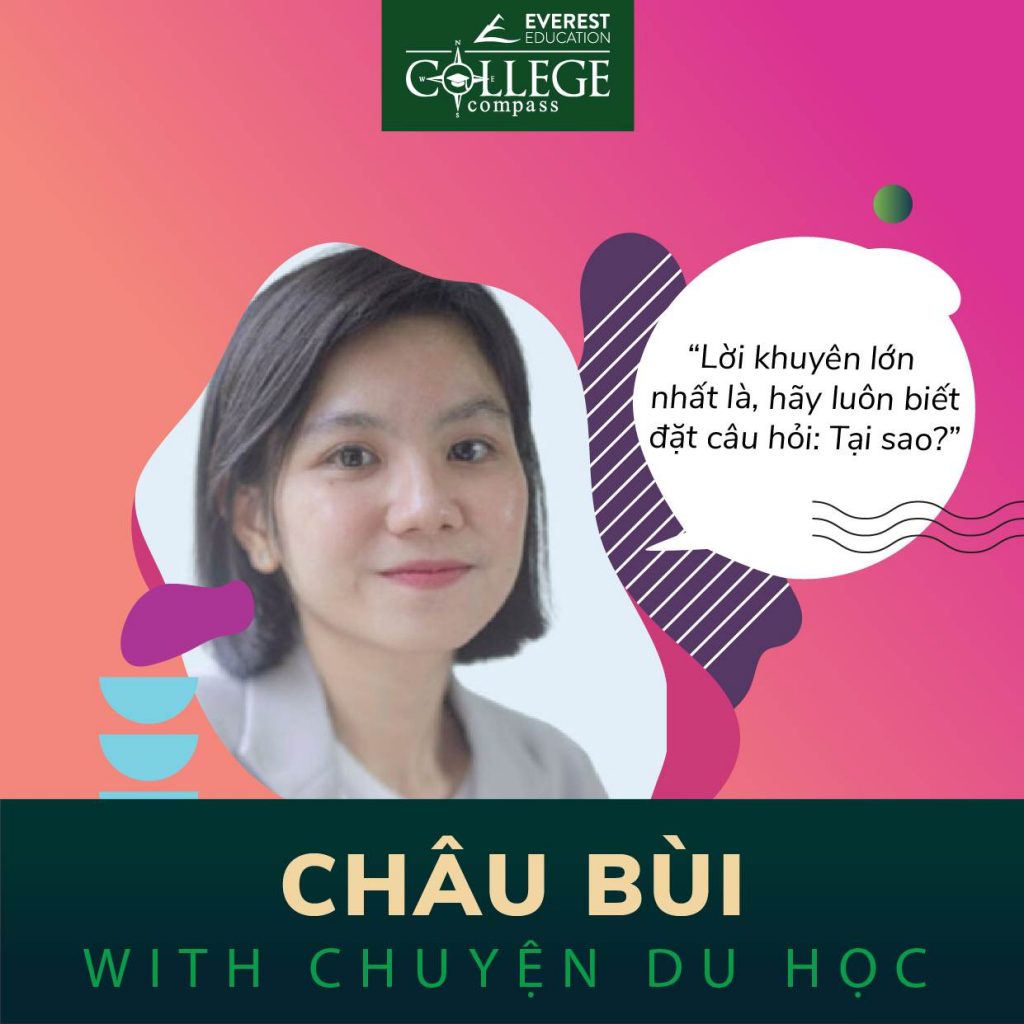 EVEREST
EDUCATION
COLLEGE
N
W E
S
compass
“Lời khuyên lớn
nhất là, hãy luôn biết
đặt câu hỏi: Tại sao?”
CHÂU BÙI
WITH CHUYỆN DU HỌC